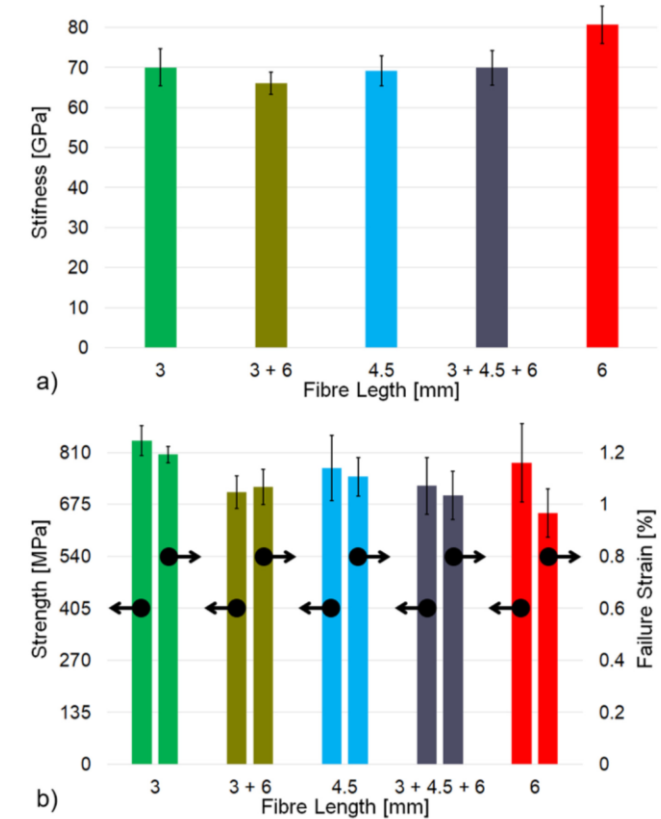 80
70
60
50
40
30
20
10
0
Stifness [GPa]
3 3 + 6 4.5 3 + 4.5 + 6 6
Fibre Legth [mm]
a)
810 1.2
675 1
540 0.8
405 0.6
270 0.4
135 0.2
0 0
Strength [MPa]
Failure Strain [%]
3 3 + 6 4.5 3 + 4.5 + 6 6
Fibre Length [mm]
b)